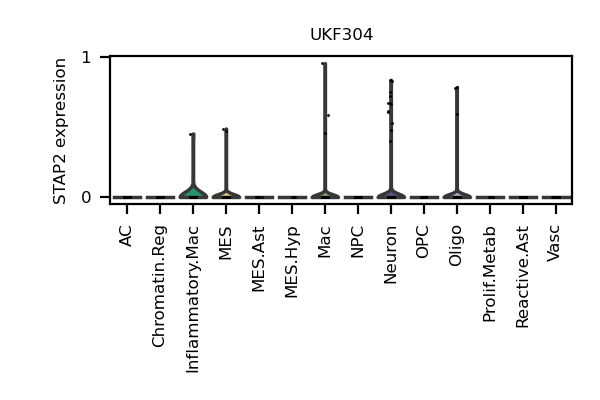 UKF304
STAP2 expression
1
0
AC
Chromatin.Reg
Inflammatory.Mac
MES
MES.Ast
MES.Hyp
Mac
NPC
Neuron
OPC
Oligo
Prolif.Metab
Reactive.Ast
Vasc